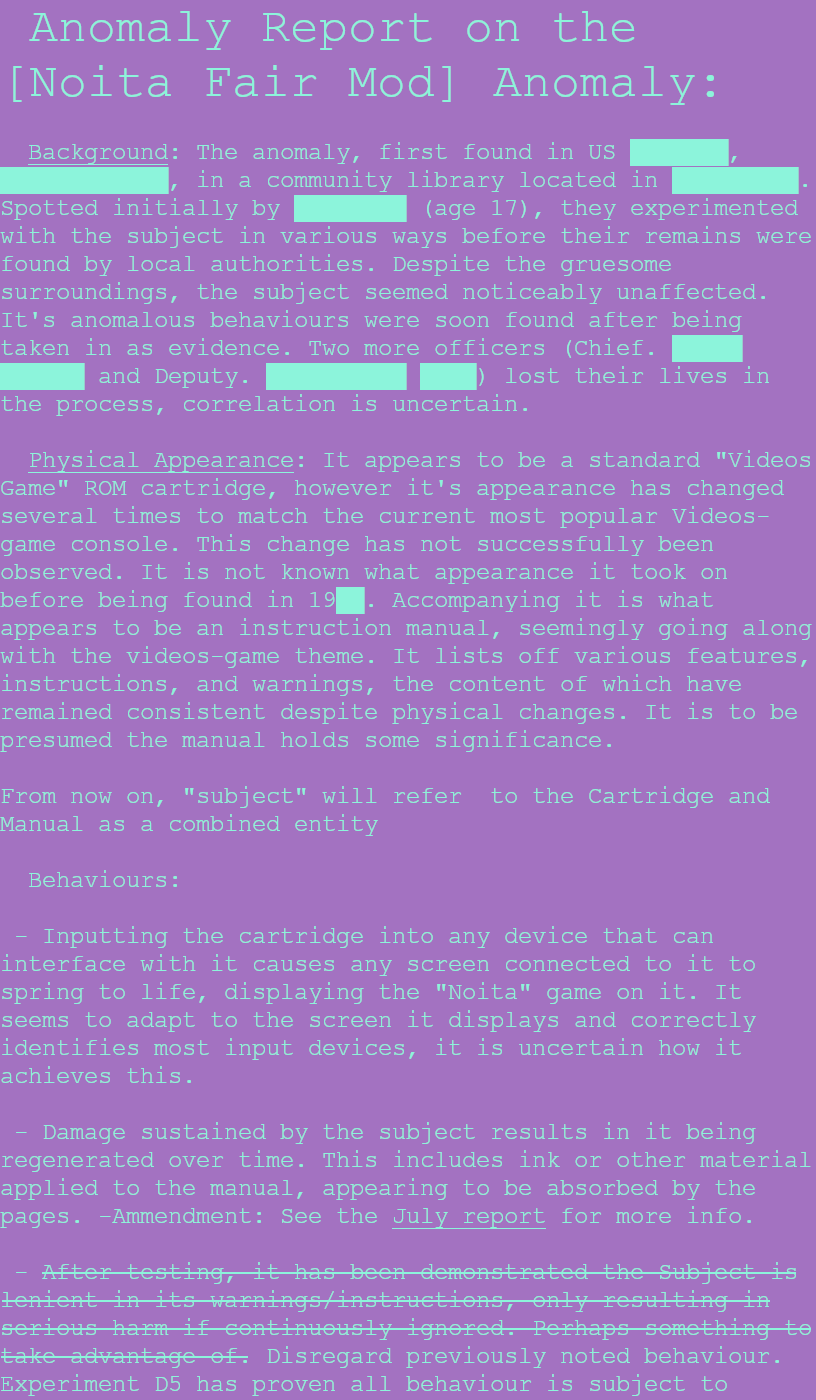 Anomaly Report on the
[Noita Fair Mod] Anomaly:
Background: The anomaly, first found in US ███████,
████████████, in a community library located in █████████.
Spotted initially by ████████ (age 17), they experimented
with the subject in various ways before their remains were
found by local authorities. Despite the gruesome
surroundings, the subject seemed noticeably unaffected.
It's anomalous behaviours were soon found after being
taken in as evidence. Two more officers (Chief. █████
██████ and Deputy. ██████████ ████) lost their lives in
the process, correlation is uncertain.
Physical Appearance: It appears to be a standard "Videos
Game" ROM cartridge, however it's appearance has changed
several times to match the current most popular Videos-
game console. This change has not successfully been
observed. It is not known what appearance it took on
before being found in 19██. Accompanying it is what
appears to be an instruction manual, seemingly going along
with the videos-game theme. It lists off various features,
instructions, and warnings, the content of which have
remained consistent despite physical changes. It is to be
presumed the manual holds some significance.
From now on, "subject" will refer  to the Cartridge and
Manual as a combined entity
Behaviours:
- Inputting the cartridge into any device that can
interface with it causes any screen connected to it to
spring to life, displaying the "Noita" game on it. It
seems to adapt to the screen it displays and correctly
identifies most input devices, it is uncertain how it
achieves this.
- Damage sustained by the subject results in it being
regenerated over time. This includes ink or other material
applied to the manual, appearing to be absorbed by the
pages. -Ammendment: See the July report for more info.
- After testing, it has been demonstrated the Subject is
lenient in its warnings/instructions, only resulting in
serious harm if continuously ignored. Perhaps something to
take advantage of. Disregard previously noted behaviour.
Experiment D5 has proven all behaviour is subject to